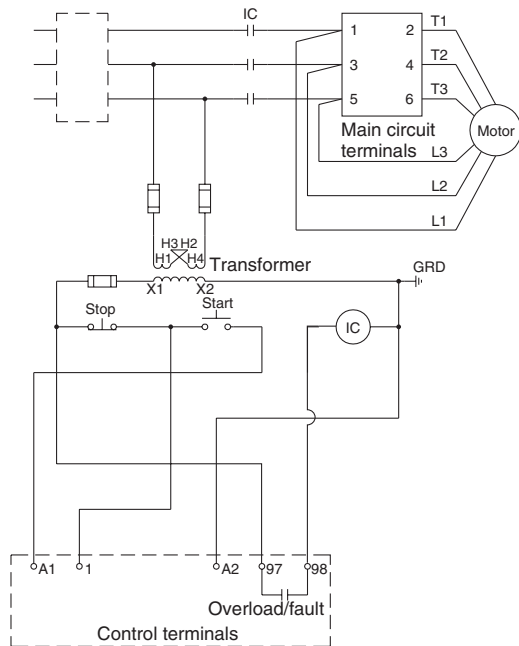 IC
1 2 T1
3 4 T2
5 6 T3
Main circuit
terminals
Motor
L3
L2
L1
H3 H2
H1 H4
Transformer
X1 X2
GRD
Stop
Start
IC
A1
1
A2
97
98
Overload/fault
Control terminals